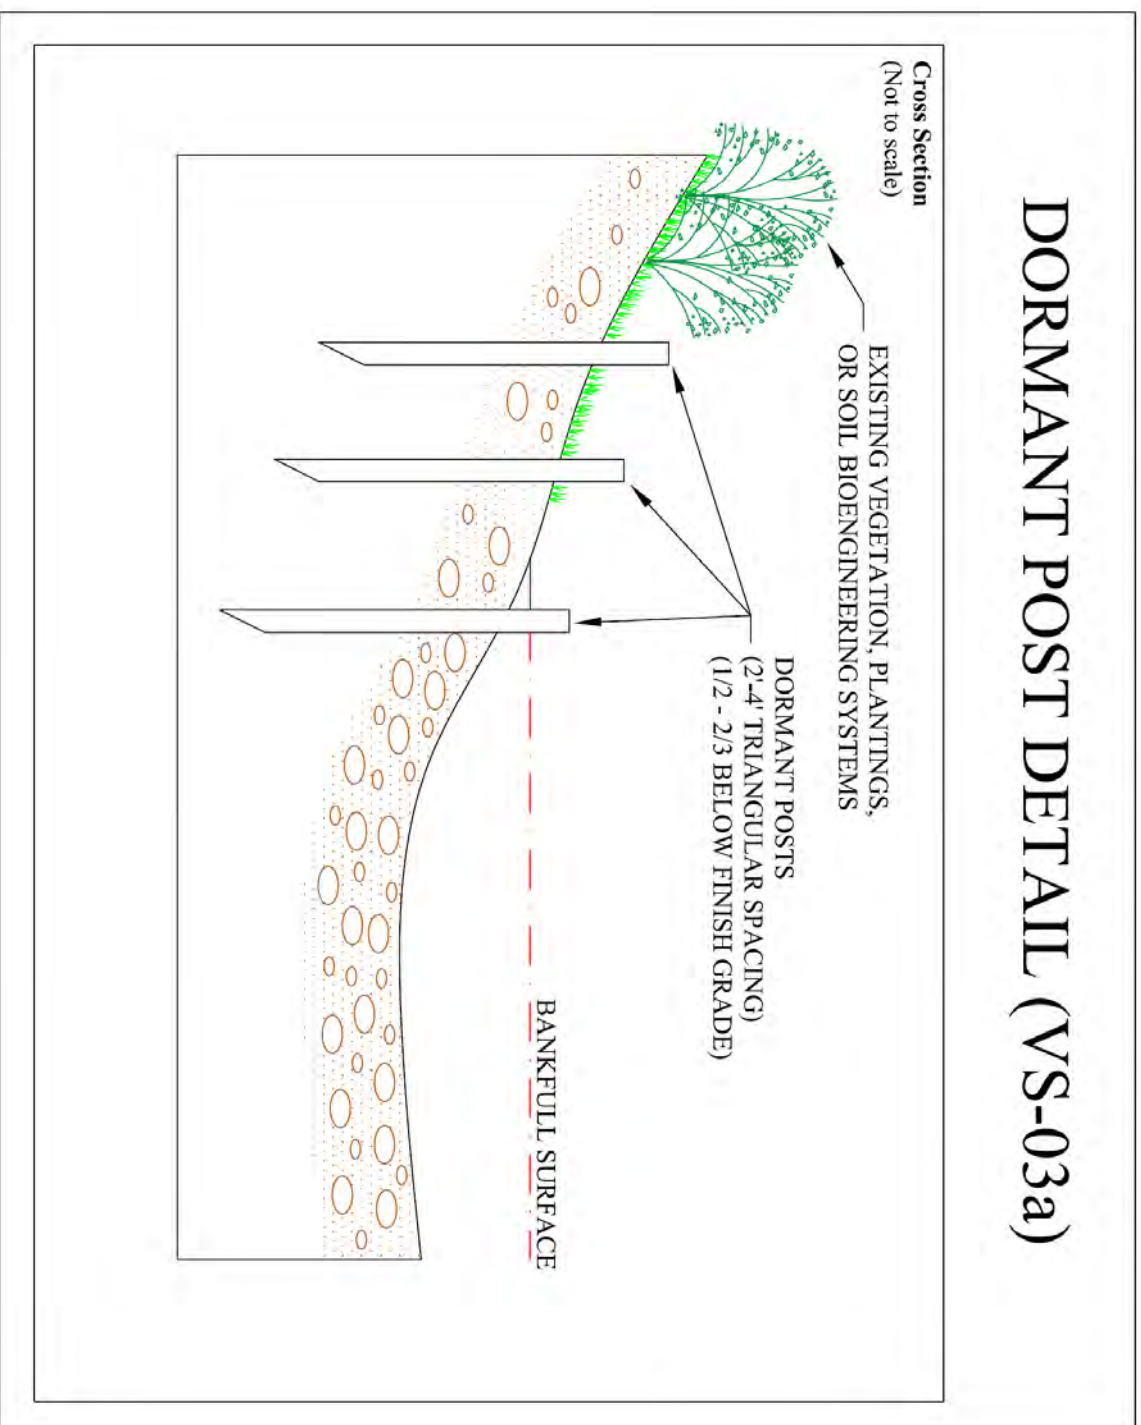 DORMANT POST DETAIL (VS-03a)
Cross Section
(Not to scale)
EXISTING VEGETATION, PLANTINGS,
OR SOIL BIOENGINEERING SYSTEMS
DORMANT POSTS
(2'-4' TRIANGULAR SPACING)
(1/2 - 2/3 BELOW FINISH GRADE)
BANKFULL SURFACE